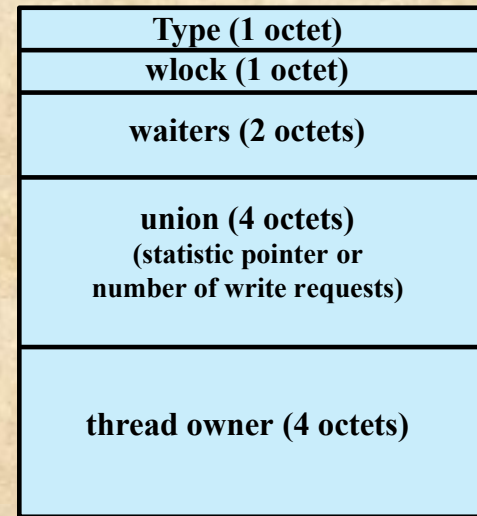 Type (1 octet)
wlock (1 octet)
waiters (2 octets)
union (4 octets)
(statistic pointer or
number of write requests)
thread owner (4 octets)